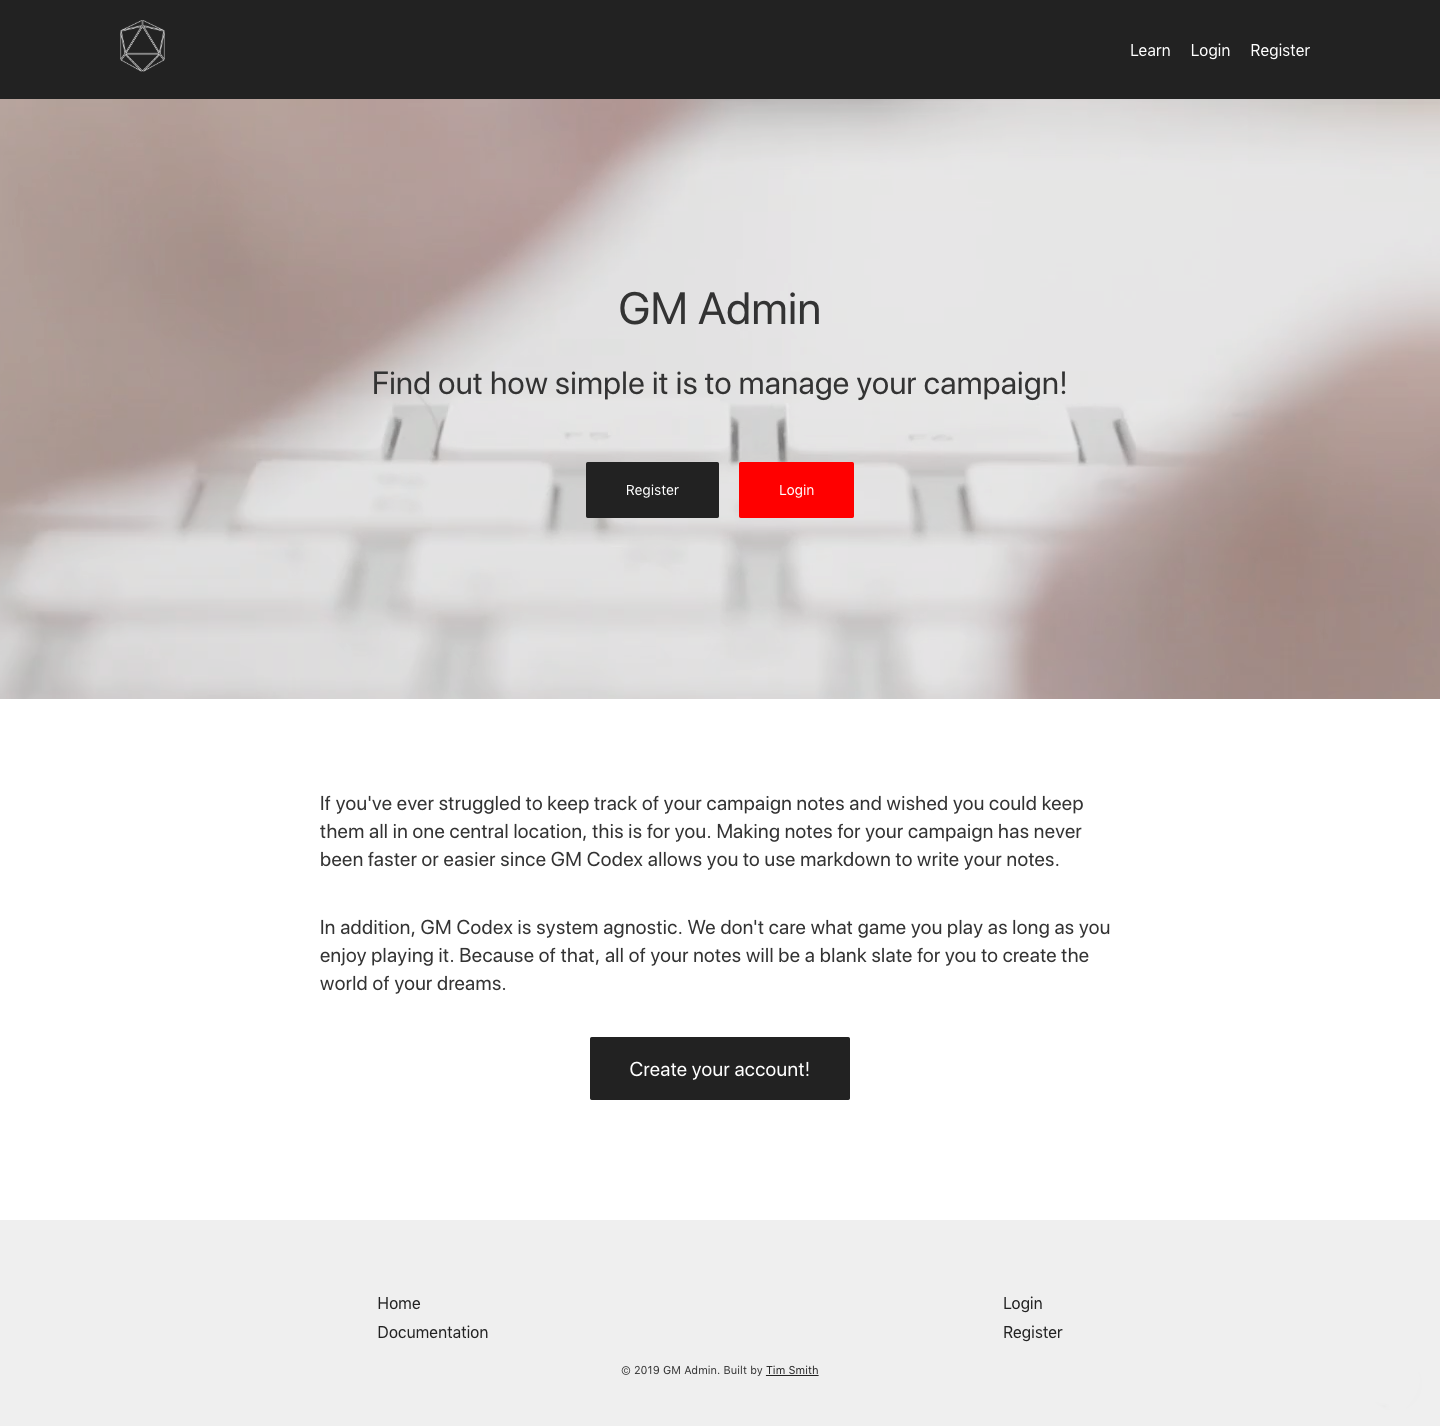 Learn Login Register
GM Admin
Find out how simple it is to manage your campaign!
Register Login
If you've ever struggled to keep track of your campaign notes and wished you could keep
them all in one central location, this is for you. Making notes for your campaign has never
been faster or easier since GM Codex allows you to use markdown to write your notes.
In addition, GM Codex is system agnostic. We don't care what game you play as long as you
enjoy playing it. Because of that, all of your notes will be a blank slate for you to create the
world of your dreams.
Create your account!
Home
Documentation
Login
Register
© 2019 GM Admin. Built by Tim Smith